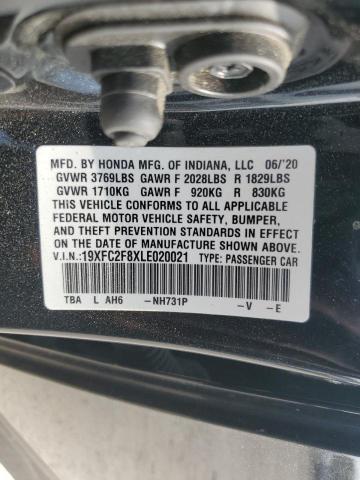 MFD. BY HONDA MFG. OF INDIANA, LLC 06/'20
GVWR 3769LBS GAWR F 2028LBS R 1829LBS
GVWR 1710KG GAWR F 920KG R 830KG
THIS VEHICLE CONFORMS TO ALL APPLICABLE
FEDERAL MOTOR VEHICLE SAFETY, BUMPER,
AND THEFT PREVENTION STANDARDS IN EFFECT
ON THE DATE OF MANUFACTURE SHOWN ABOVE.
V.I.N.:19XFC2F8XLE020021 TYPE: PASSENGER CAR
TBA L AH6 -NH731P -V -E